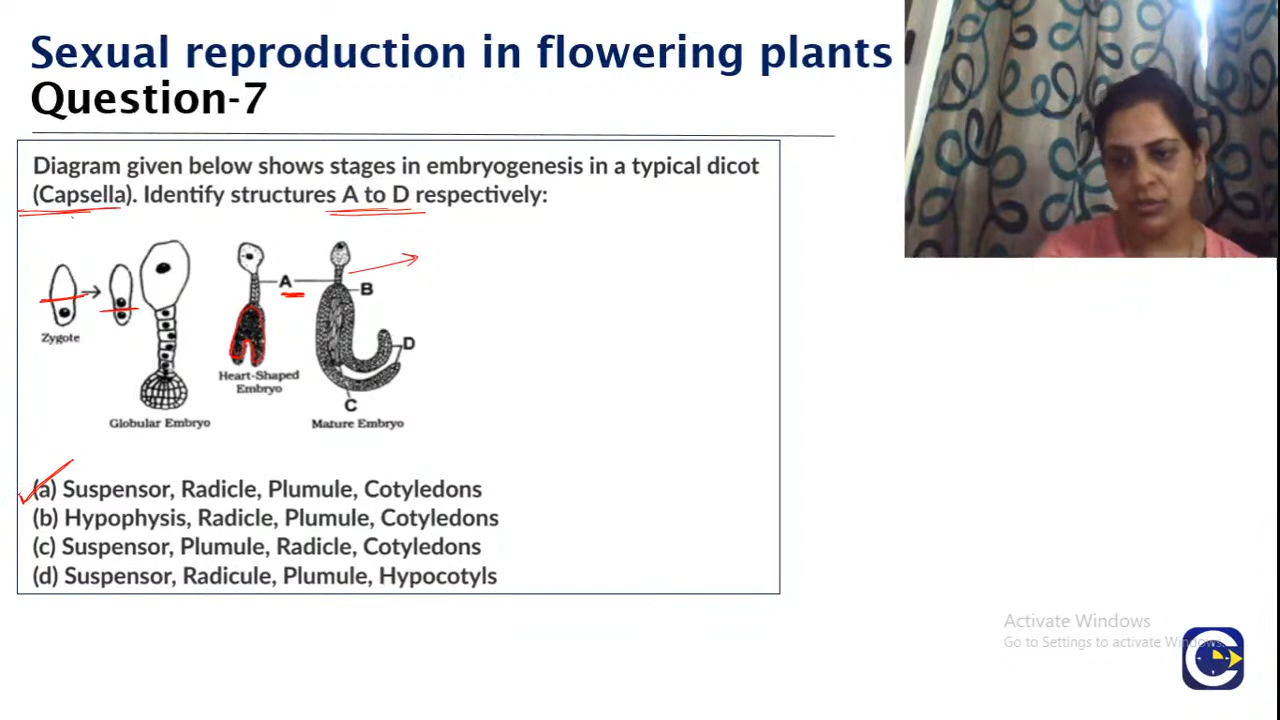 Sexual reproduction in flowering plants
Question-7
Diagram given below shows stages in embryogenesis in a typical dicot
(Capsella). Identify structures A to D respectively:
A
B
D
Zygote
Heart-Shaped
Embryo
C
Globular Embryo
Mature Embryo
(a) Suspensor, Radicle, Plumule, Cotyledons
(b) Hypophysis, Radicle, Plumule, Cotyledons
(c) Suspensor, Plumule, Radicle, Cotyledons
(d) Suspensor, Radicule, Plumule, Hypocotyls
Activate Windows
Go to Settings to activate Windows.